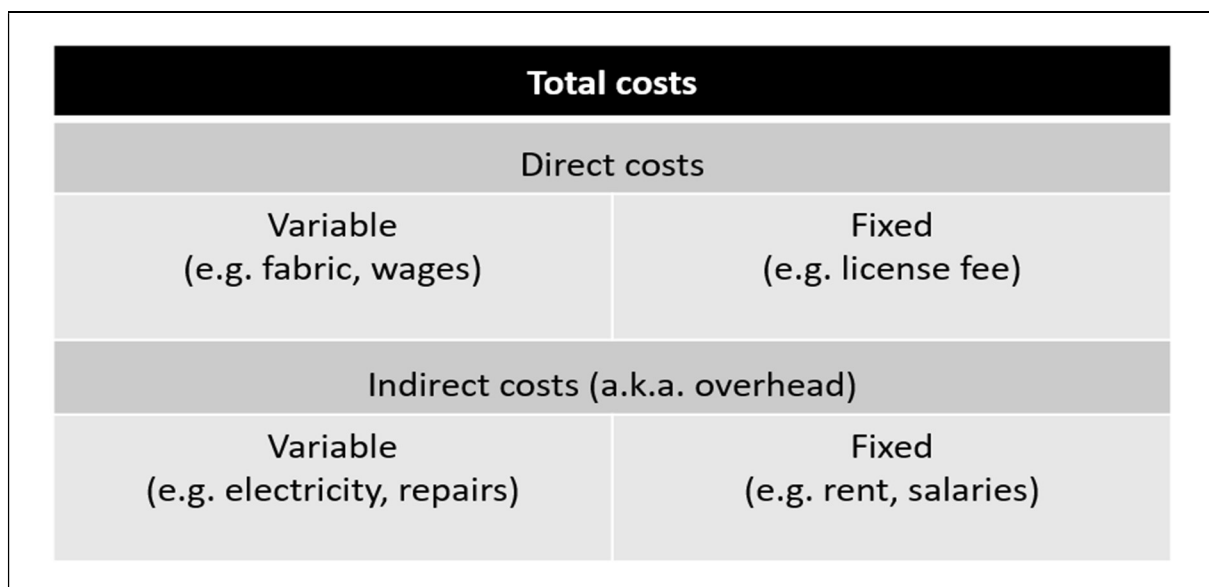 Total costs
Direct costs
Variable
(e.g. fabric, wages)
Fixed
(e.g. license fee)
Indirect costs (a.k.a. overhead)
Variable
(e.g. electricity, repairs)
Fixed
(e.g. rent, salaries)